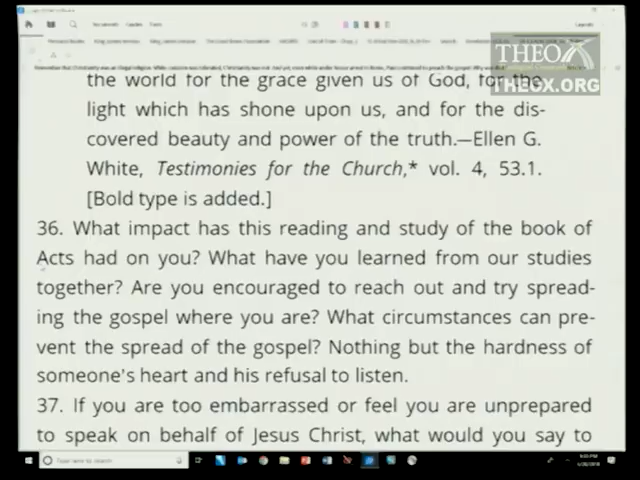 THEOX
THEOX.ORG
the world for the grace given us of God, for the
light which has shone upon us, and for the dis-
covered beauty and power of the truth.—Ellen G.
White, Testimonies for the Church,* vol. 4, 53.1.
[Bold type is added.]
36. What impact has this reading and study of the book of
Acts had on you? What have you learned from our studies
together? Are you encouraged to reach out and try spread-
ing the gospel where you are? What circumstances can pre-
vent the spread of the gospel? Nothing but the hardness of
someone's heart and his refusal to listen.
37. If you are too embarrassed or feel you are unprepared
to speak on behalf of Jesus Christ, what would you say to
Type here to search